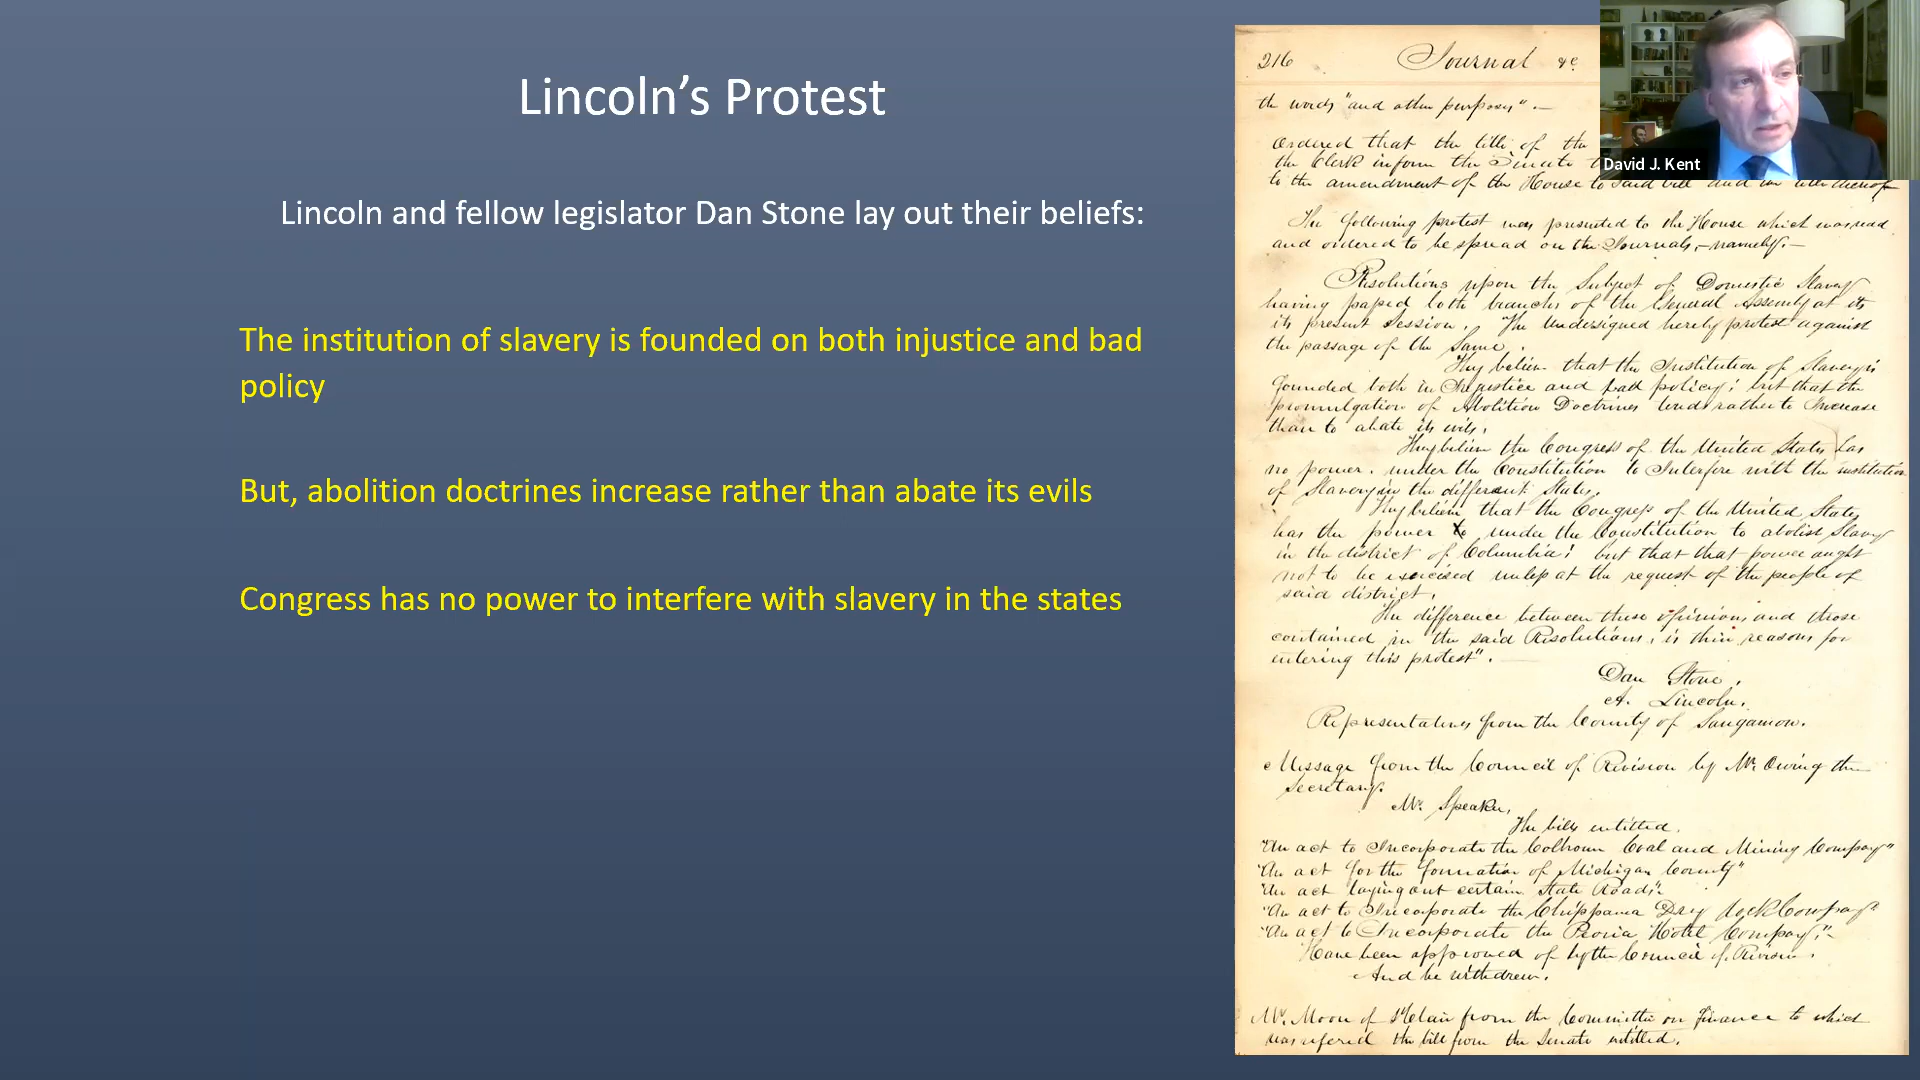 Lincoln's Protest
Lincoln and fellow legislator Dan Stone lay out their beliefs:
The institution of slavery is founded on both injustice and bad
policy
But, abolition doctrines increase rather than abate its evils
Congress has no power to interfere with slavery in the states
David J. Kent
216 Journal &c.
the words "and other purposes" —
Ordered that the title of the
the Clerk inform the Senate
to the amendment of the House to said bill and
The following protest was presented to the House which was read
and ordered to be spread on the Journals, – namely. –
Resolutions upon the Subject of Domestic Slavery
having passed both branches of the General Assembly at its
its present Session. The Undersigned hereby protest against
the passage of the Same.
They believe that the Institution of Slavery is
founded both in Injustice and bad policy; but that the
promulgation of Abolition Doctrines tends rather to Increase
than to abate its evils.
They believe the Congress of the United States has
no power, under the Constitution to Interfere with the institution
of Slavery in the different States.
They believe that the Congress of the United States
has the power to under the Constitution to abolish Slavery
in the district of Columbia; but that that power ought
not to be exercised unless at the request of the people of
said district.
The difference between these opinions and those
contained in the said Resolutions, is their reasons for
entering this protest".
Dan Stone,
A. Lincoln,
Representatives from the County of Sangamon.
Message from the Council of Revision by Mr. Owing the
Secretary.
Mr. Speaker,
The bills entitled.
"An act to Incorporate the Calhoun Coal and Mining Company"
"An act for the formation of Michigan County"
"An act laying out certain State Roads".
"An act to Incorporate the Chippawa Dry dock Company"
"An act to Incorporate the Peoria Hotel Company", –
Have been approved of by the Council of Revision.
And he withdrew.
Mr. Moore of St Clair from the Committee on Finance to which
was refered the bill from the Senate entitled.